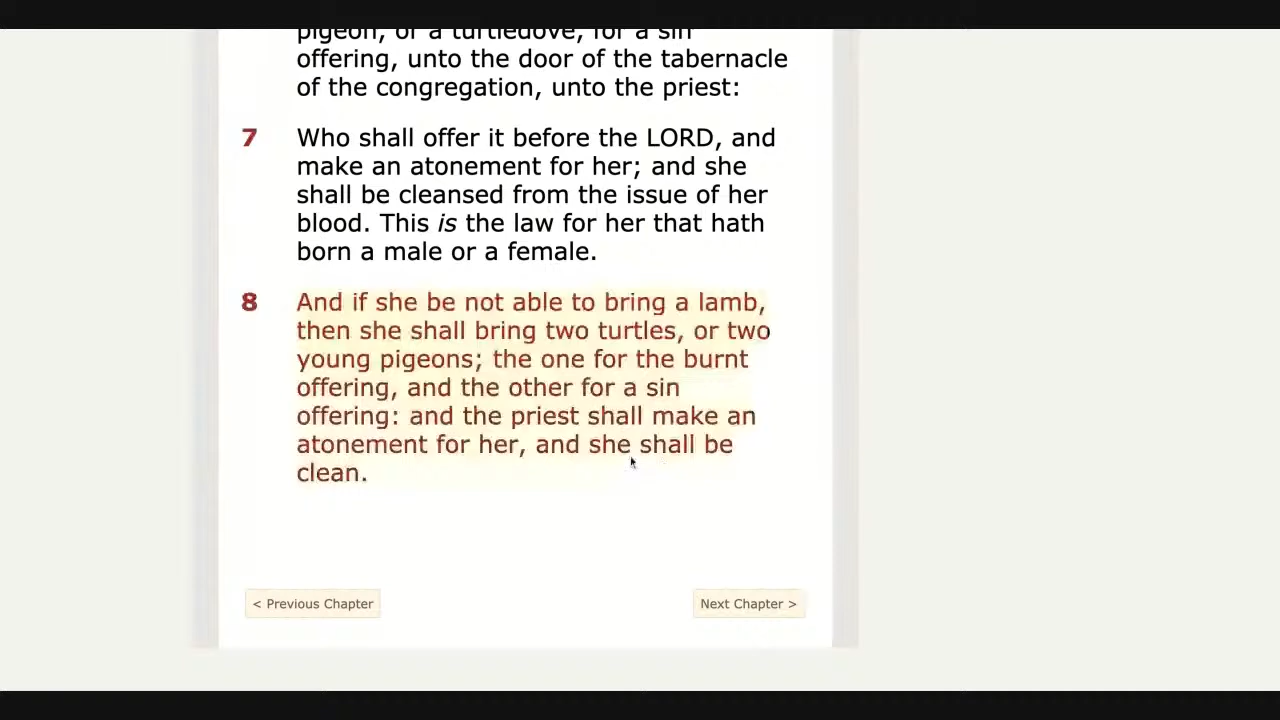 pigeon, or a turtledove, for a sin
offering, unto the door of the tabernacle
of the congregation, unto the priest:
7 Who shall offer it before the LORD, and
make an atonement for her; and she
shall be cleansed from the issue of her
blood. This is the law for her that hath
born a male or a female.
8 And if she be not able to bring a lamb,
then she shall bring two turtles, or two
young pigeons; the one for the burnt
offering, and the other for a sin
offering: and the priest shall make an
atonement for her, and she shall be
clean.
< Previous Chapter
Next Chapter >